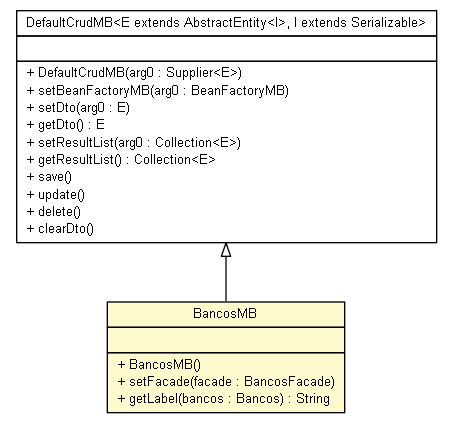 DefaultCrudMB<E extends AbstractEntity<I>, I extends Serializable>
+ DefaultCrudMB(arg0 : Supplier<E>)
+ setBeanFactoryMB(arg0 : BeanFactoryMB)
+ setDto(arg0 : E)
+ getDto() : E
+ setResultList(arg0 : Collection<E>)
+ getResultList() : Collection<E>
+ save()
+ update()
+ delete()
+ clearDto()
BancosMB
+ BancosMB()
+ setFacade(facade : BancosFacade)
+ getLabel(bancos : Bancos) : String